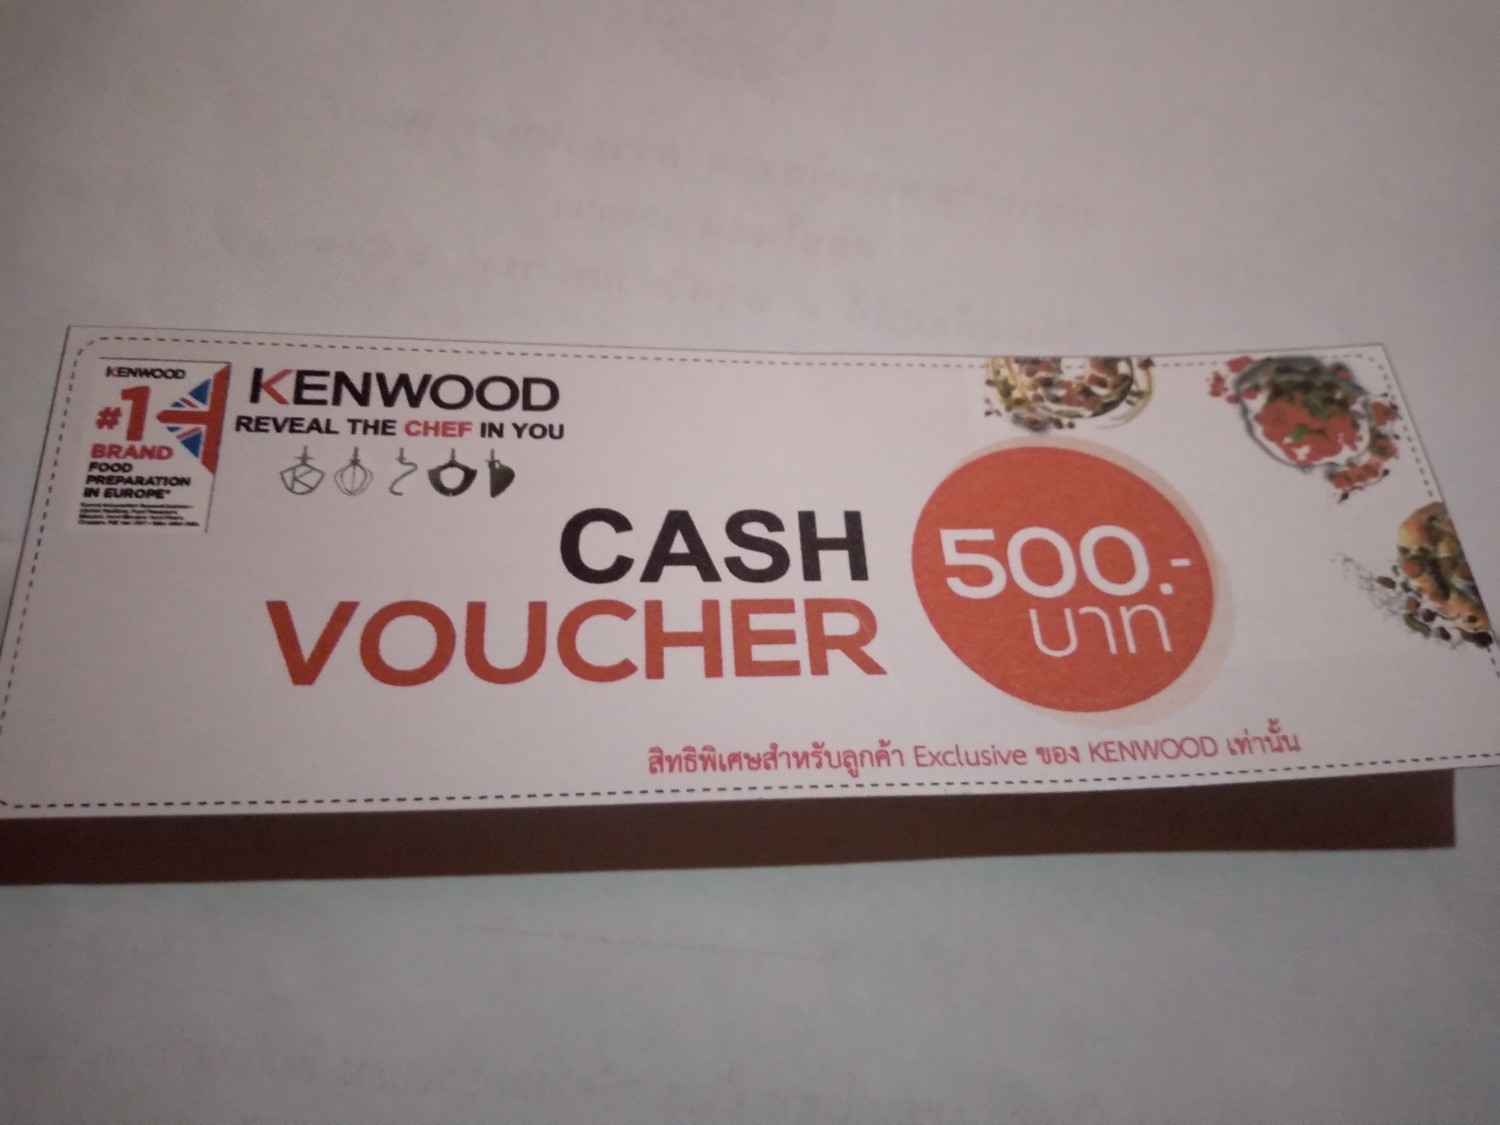 KENWOOD
#1
BRAND
FOOD
PREPARATION
IN EUROPE*
KENWOOD
REVEAL THE CHEF IN YOU
CASH
VOUCHER
500.-
บาท
สิทธิพิเศษสำหรับลูกค้า Exclusive ของ KENWOOD เท่านั้น